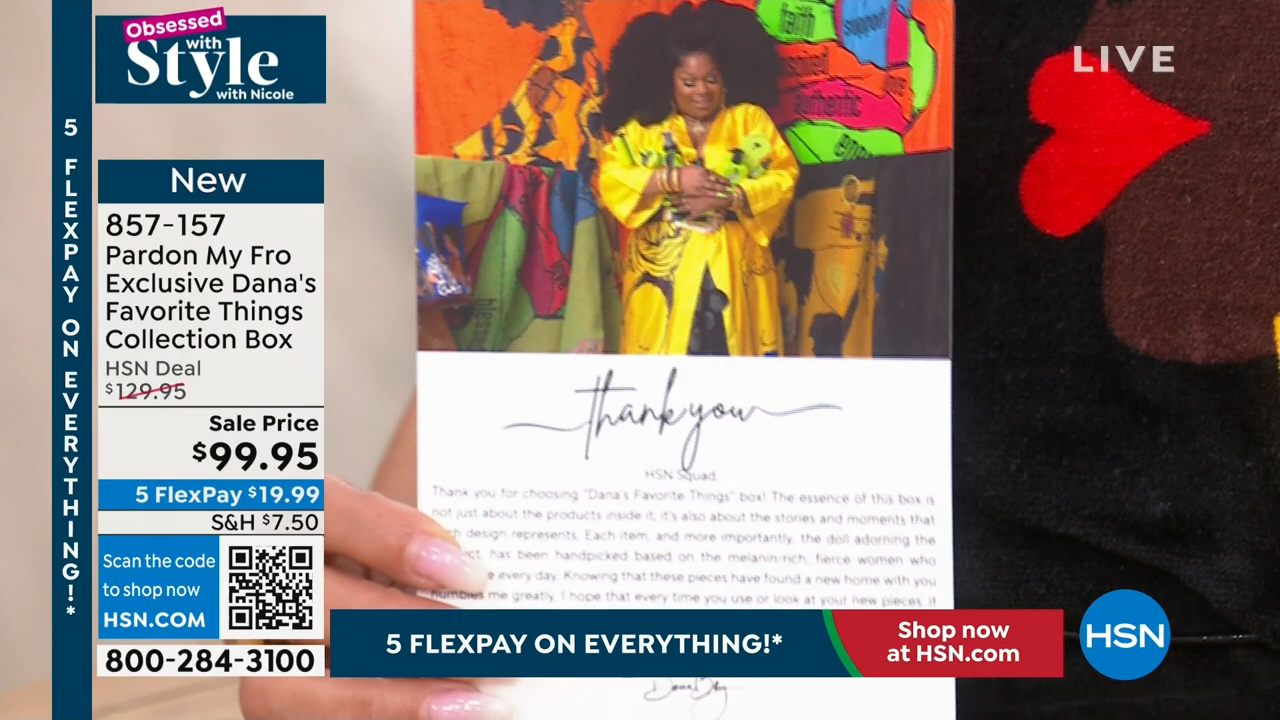 Obsessed
with
Style
with Nicole
5 FLEXPAY ON EVERYTHING!*
New
857-157
Pardon My Fro
Exclusive Dana's
Favorite Things
Collection Box
HSN Deal
$129.95
Sale Price
$99.95
5 FlexPay $19.99
S&H $7.50
Scan the code
to shop now
HSN.COM
800-284-3100
LIVE
faith
support
authentic
thank you
HSN Squad,
Thank you for choosing "Dana's Favorite Things" box! The essence of this box is
not just about the products inside it; it's also about the stories and moments that
design represents. Each item, and more importantly, the doll adorning the
has been handpicked based on the melanin-rich, fierce women who
every day. Knowing that these pieces have found a new home with you
humbles me greatly. I hope that every time you use or look at your new pieces, it
5 FLEXPAY ON EVERYTHING!*
Shop now
at HSN.com
HSN